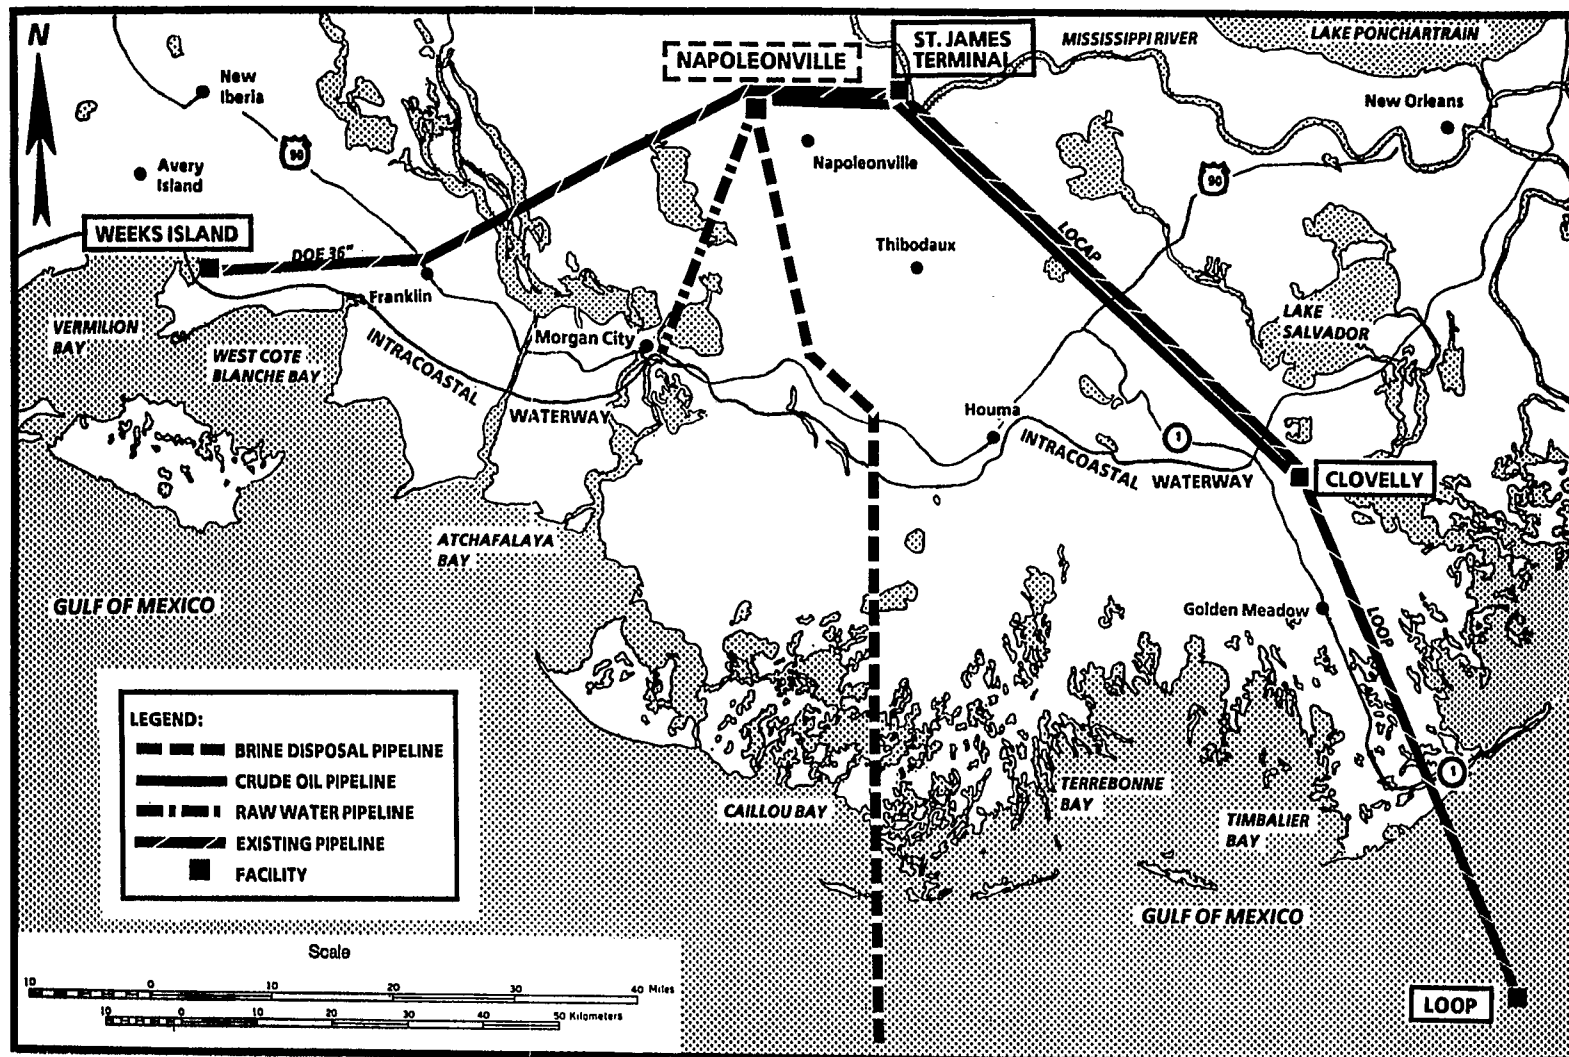 N
ST. JAMES
TERMINAL
MISSISSIPPI RIVER
LAKE PONCHARTRAIN
NAPOLEONVILLE
New
Iberia
New Orleans
90
Napoleonville
Avery
Island
90
WEEKS ISLAND
DOE 36"
LOCAP
Thibodaux
Franklin
VERMILION
BAY
LAKE
SALVADOR
Morgan City
WEST COTE
BLANCHE BAY
INTRACOASTAL
WATERWAY
Houma
1
INTRACOASTAL
WATERWAY
CLOVELLY
ATCHAFALAYA
BAY
GULF OF MEXICO
Golden Meadow
LOOP
LEGEND:
BRINE DISPOSAL PIPELINE
CRUDE OIL PIPELINE
RAW WATER PIPELINE
EXISTING PIPELINE
FACILITY
1
TERREBONNE
BAY
CAILLOU BAY
TIMBALIER
BAY
GULF OF MEXICO
Scale
10 0 10 20 30 40 Miles
10 0 10 20 30 40 50 Kilometers
LOOP